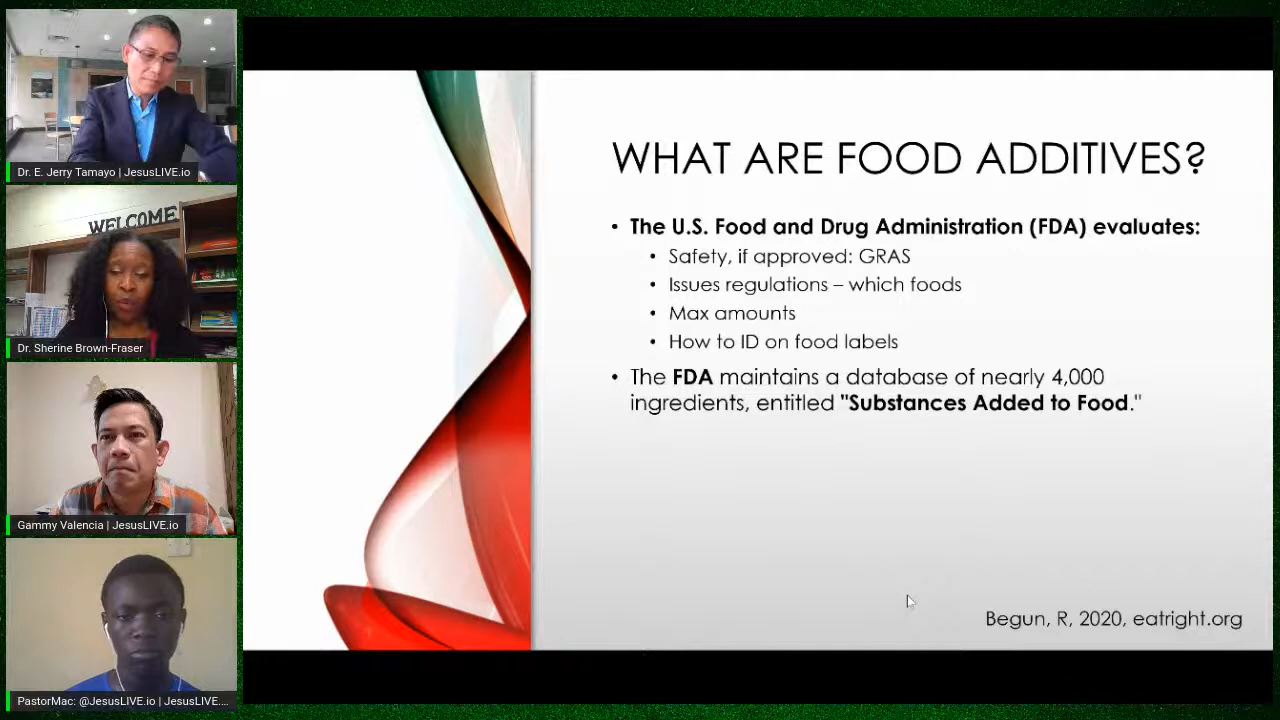 Dr. E. Jerry Tamayo | JesusLIVE.io
WELCOME
Dr. Sherine Brown-Fraser
Gammy Valencia | JesusLIVE.io
PastorMac: @JesusLIVE.io | JesusLIVE....
WHAT ARE FOOD ADDITIVES?
• The U.S. Food and Drug Administration (FDA) evaluates:
• Safety, if approved: GRAS
• Issues regulations – which foods
• Max amounts
• How to ID on food labels
• The FDA maintains a database of nearly 4,000
ingredients, entitled "Substances Added to Food."
Begun, R, 2020, eatright.org